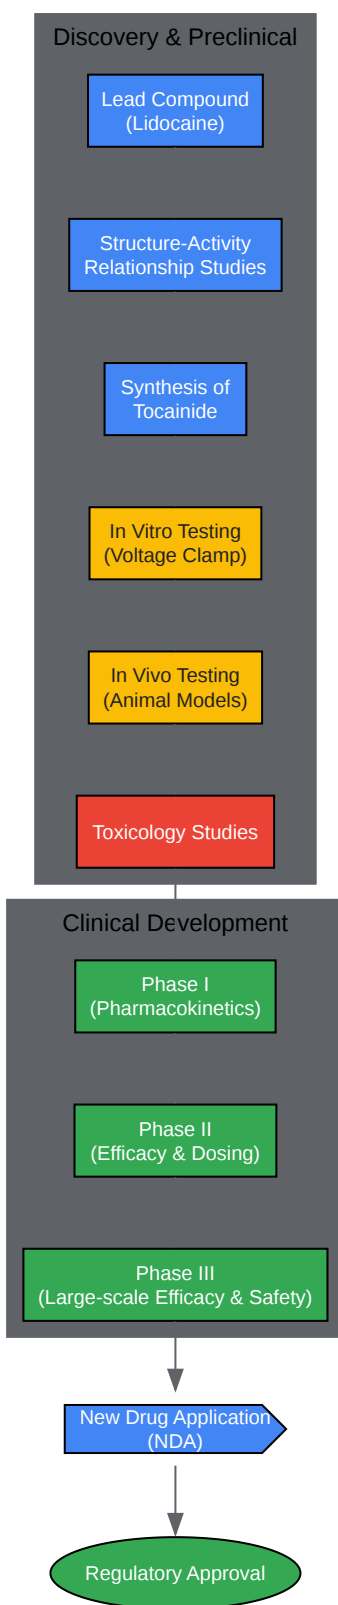 Discovery & Preclinical
Lead Compound
(Lidocaine)
Structure-Activity
Relationship Studies
Synthesis of
Tocainide
In Vitro Testing
(Voltage Clamp)
In Vivo Testing
(Animal Models)
Toxicology Studies
Clinical Development
Phase I
(Pharmacokinetics)
Phase II
(Efficacy & Dosing)
Phase III
(Large-scale Efficacy & Safety)
New Drug Application
(NDA)
Regulatory Approval